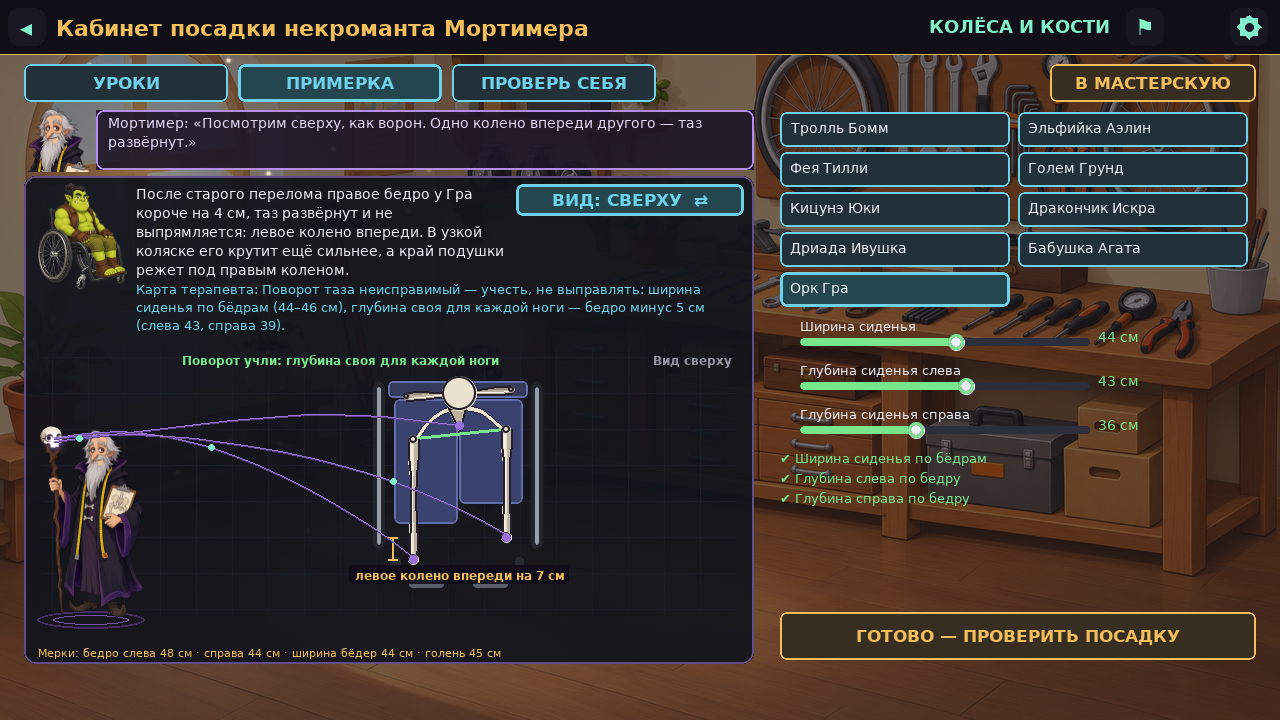 ◀ Кабинет посадки некроманта Мортимера
КОЛЁСА И КОСТИ
УРОКИ
ПРИМЕРКА
ПРОВЕРЬ СЕБЯ
В МАСТЕРСКУЮ
Мортимер: «Посмотрим сверху, как ворон. Одно колено впереди другого — таз
развёрнут.»
После старого перелома правое бедро у Гра
короче на 4 см, таз развёрнут и не
выпрямляется: левое колено впереди. В узкой
коляске его крутит ещё сильнее, а край подушки
режет под правым коленом.
ВИД: СВЕРХУ ⇄
Карта терапевта: Поворот таза неисправимый — учесть, не выправлять: ширина
сиденья по бёдрам (44–46 см), глубина своя для каждой ноги — бедро минус 5 см
(слева 43, справа 39).
Поворот учли: глубина своя для каждой ноги
Вид сверху
левое колено впереди на 7 см
Мерки: бедро слева 48 см · справа 44 см · ширина бёдер 44 см · голень 45 см
Тролль Бомм
Эльфийка Аэлин
Фея Тилли
Голем Грунд
Кицунэ Юки
Дракончик Искра
Дриада Ивушка
Бабушка Агата
Орк Гра
Ширина сиденья
44 см
Глубина сиденья слева
43 см
Глубина сиденья справа
36 см
✔ Ширина сиденья по бёдрам
✔ Глубина слева по бедру
✔ Глубина справа по бедру
ГОТОВО — ПРОВЕРИТЬ ПОСАДКУ